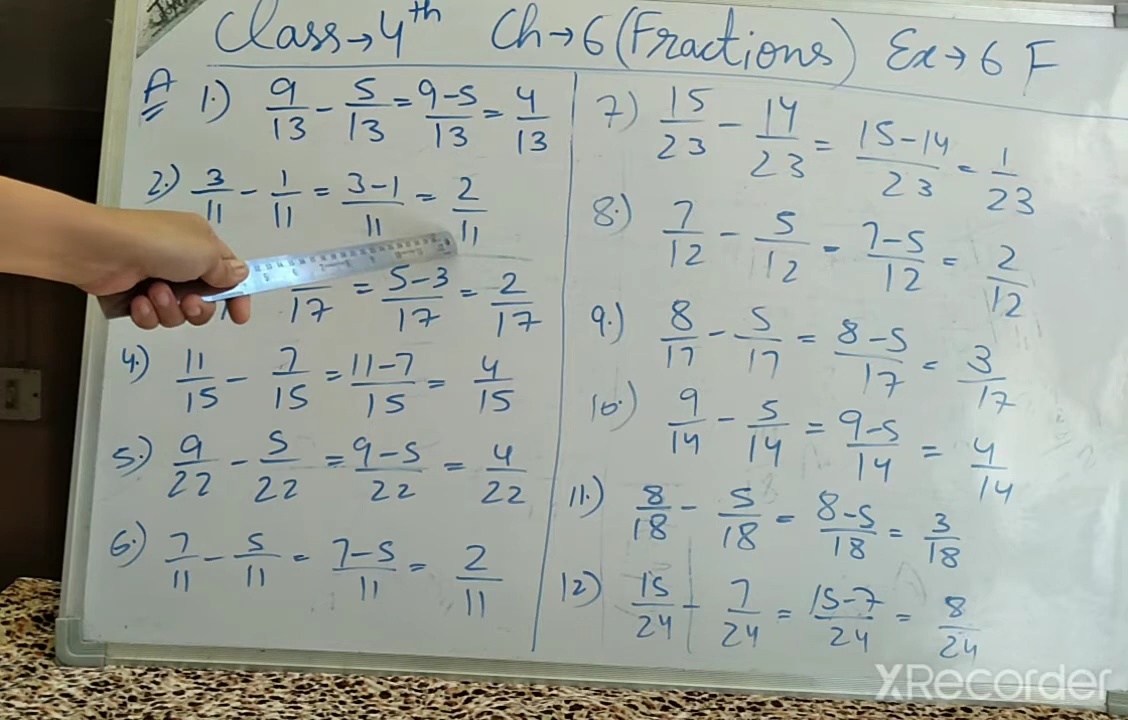 Class→4th Ch→6(Fractions) Ex→6 F
A 1.) 9/13 - 5/13 = 9-5/13 = 4/13
2.) 3/11 - 1/11 = 3-1/11 = 2/11
/17 = 5-3/17 = 2/17
4.) 11/15 - 7/15 = 11-7/15 = 4/15
5.) 9/22 - 5/22 = 9-5/22 = 4/22
6.) 7/11 - 5/11 = 7-5/11 = 2/11
7) 15/23 - 14/23 = 15-14/23 = 1/23
8.) 7/12 - 5/12 = 7-5/12 = 2/12
9.) 8/17 - 5/17 = 8-5/17 = 3/17
10.) 9/14 - 5/14 = 9-5/14 = 4/14
11.) 8/18 - 5/18 = 8-5/18 = 3/18
12) 15/24 - 7/24 = 15-7/24 = 8/24
XRecorder